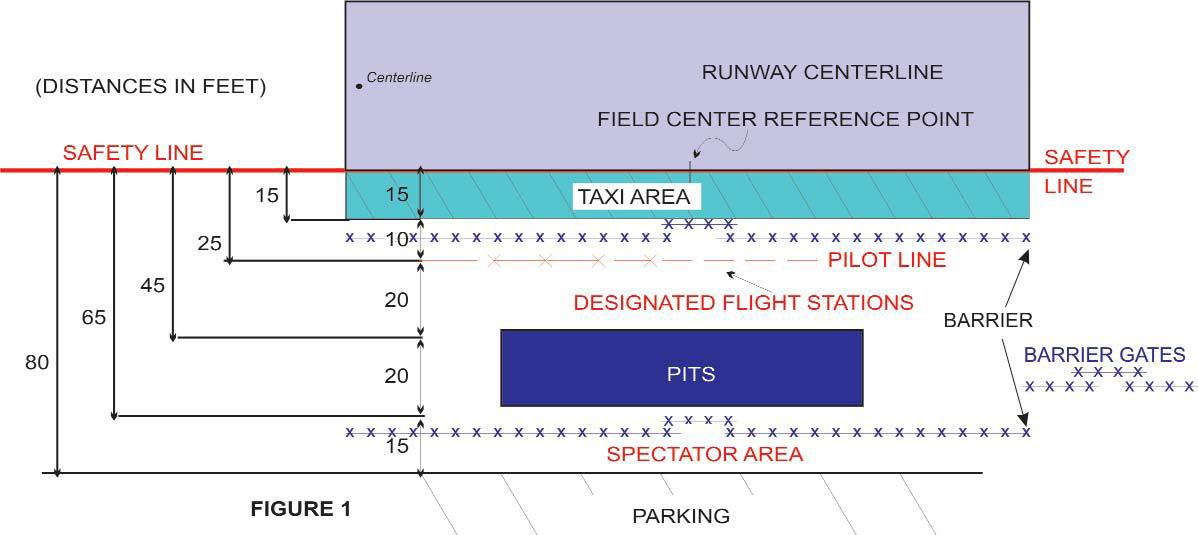 RUNWAY CENTERLINE
Centerline
(DISTANCES IN FEET)
FIELD CENTER REFERENCE POINT
SAFETY LINE
SAFETY
LINE
15
15
TAXI AREA
x x x x
x x x x x x x x x x x x x x x x x x x x x x x x x x x x x
10
25
PILOT LINE
45
20
DESIGNATED FLIGHT STATIONS
65
BARRIER
BARRIER GATES
x x x x
x x x x x x x x
80
20
PITS
x x x x
x x x x x x x x x x x x x x x x x x x x x x x x x x x x x x
15
SPECTATOR AREA
FIGURE 1
PARKING